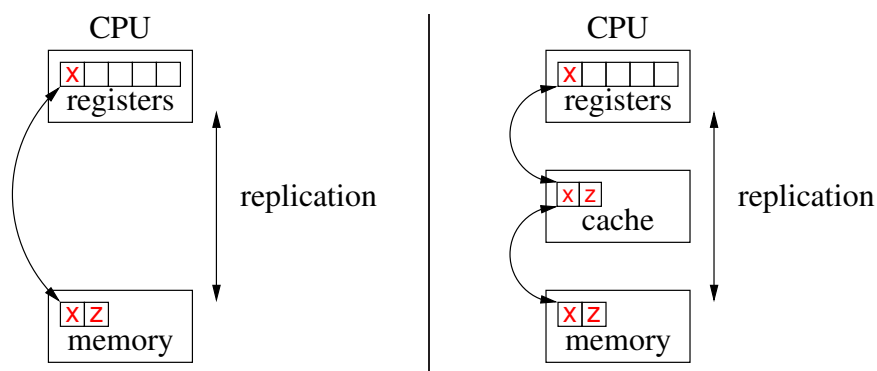 CPU
x
registers
replication
x z
memory
CPU
x
registers
x z
cache
replication
x z
memory